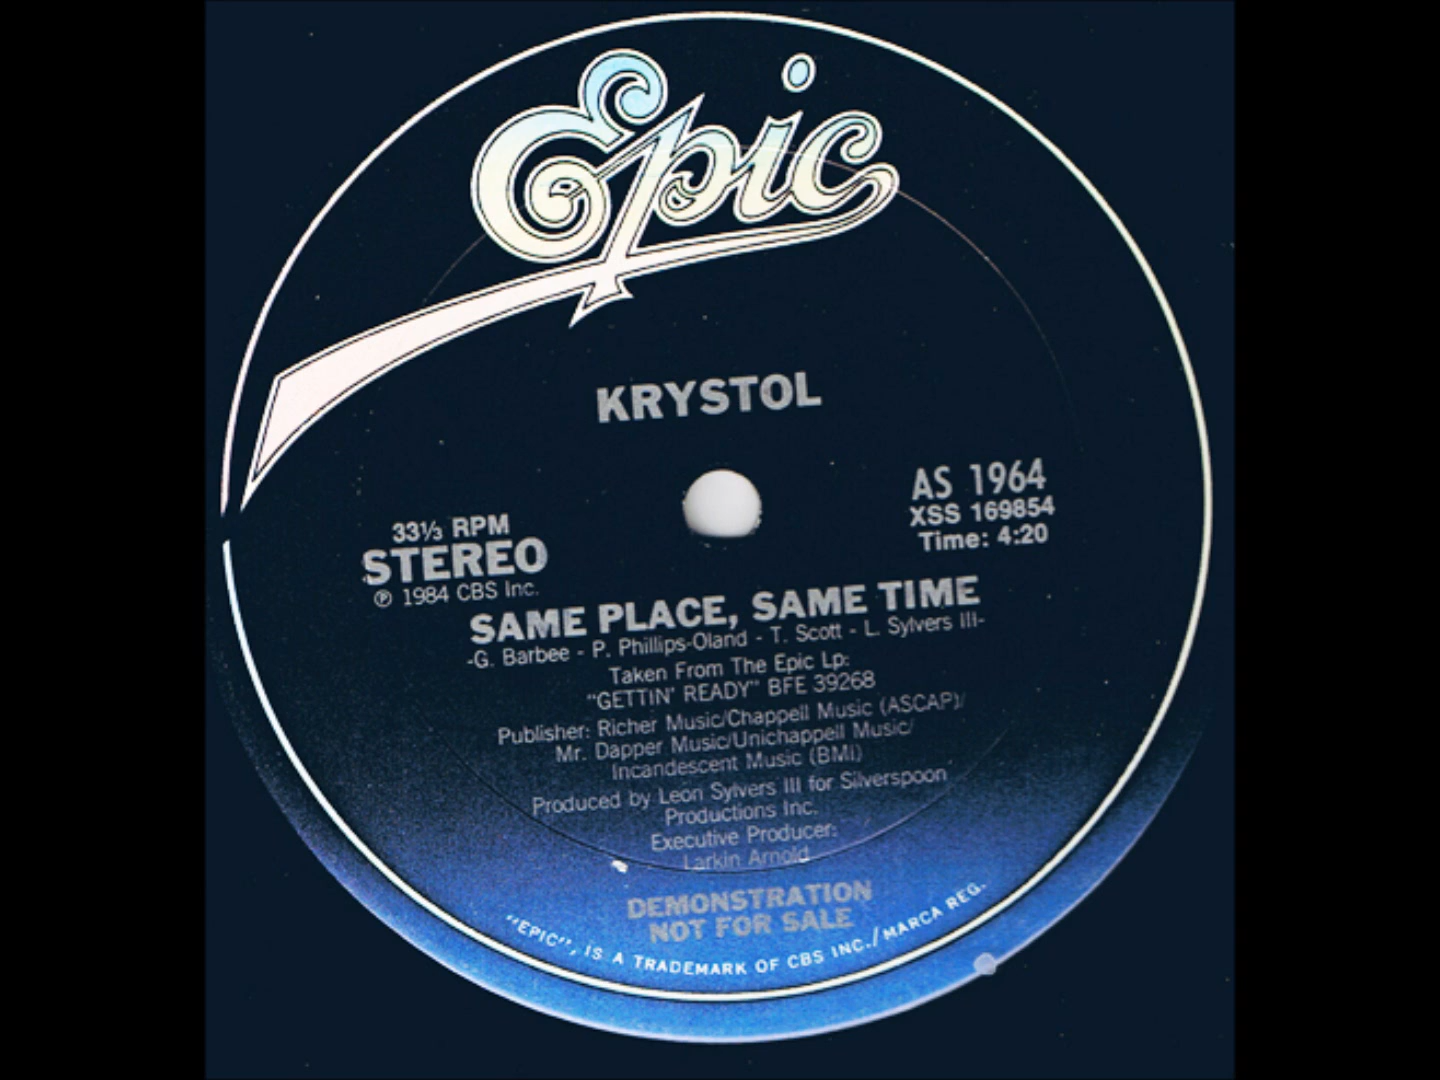 Epic
KRYSTOL
AS 1964
XSS 169854
Time: 4:20
33⅓ RPM
STEREO
℗ 1984 CBS Inc.
SAME PLACE, SAME TIME
-G. Barbee - P. Phillips-Oland - T. Scott - L. Sylvers III-
Taken From The Epic Lp:
"GETTIN' READY" BFE 39268
Publisher: Richer Music/Chappell Music (ASCAP)/
Mr. Dapper Music/Unichappell Music/
Incandescent Music (BMI)
Produced by Leon Sylvers III for Silverspoon
Productions Inc.
Executive Producer:
Larkin Arnold
DEMONSTRATION
NOT FOR SALE
"EPIC", IS A TRADEMARK OF CBS INC./MARCA REG.